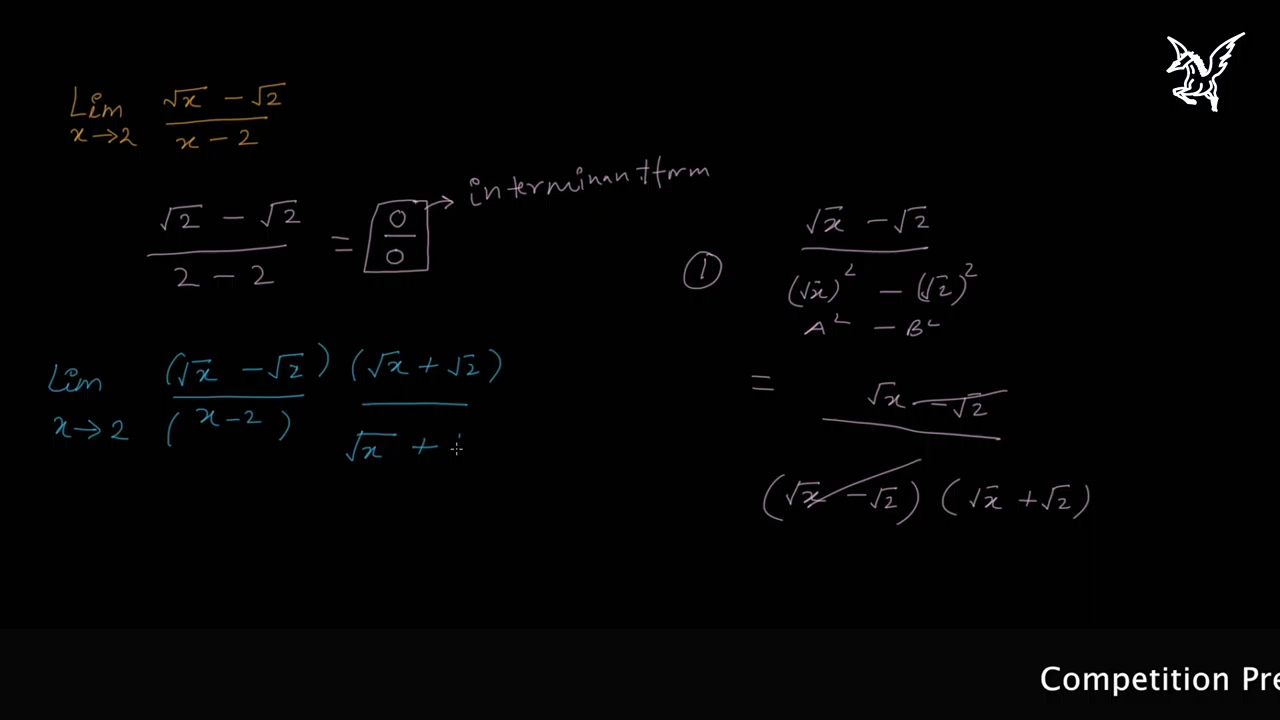 Lim √x − √2
x→2 x − 2
√2 − √2 = 0 → interminant form
2 − 2 0
Lim (√x − √2) (√x + √2)
x→2 (x−2) √x +
① √x − √2
(√x)² − (√2)²
A² − B²
= √x − √2
(√x − √2) (√x + √2)
Competition Pre